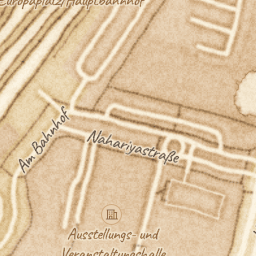 Europaplatz/Hauptbahnhof
Am Bahnhof
Nahariyastraße
Ausstellungs- und
Veranstaltungshalle